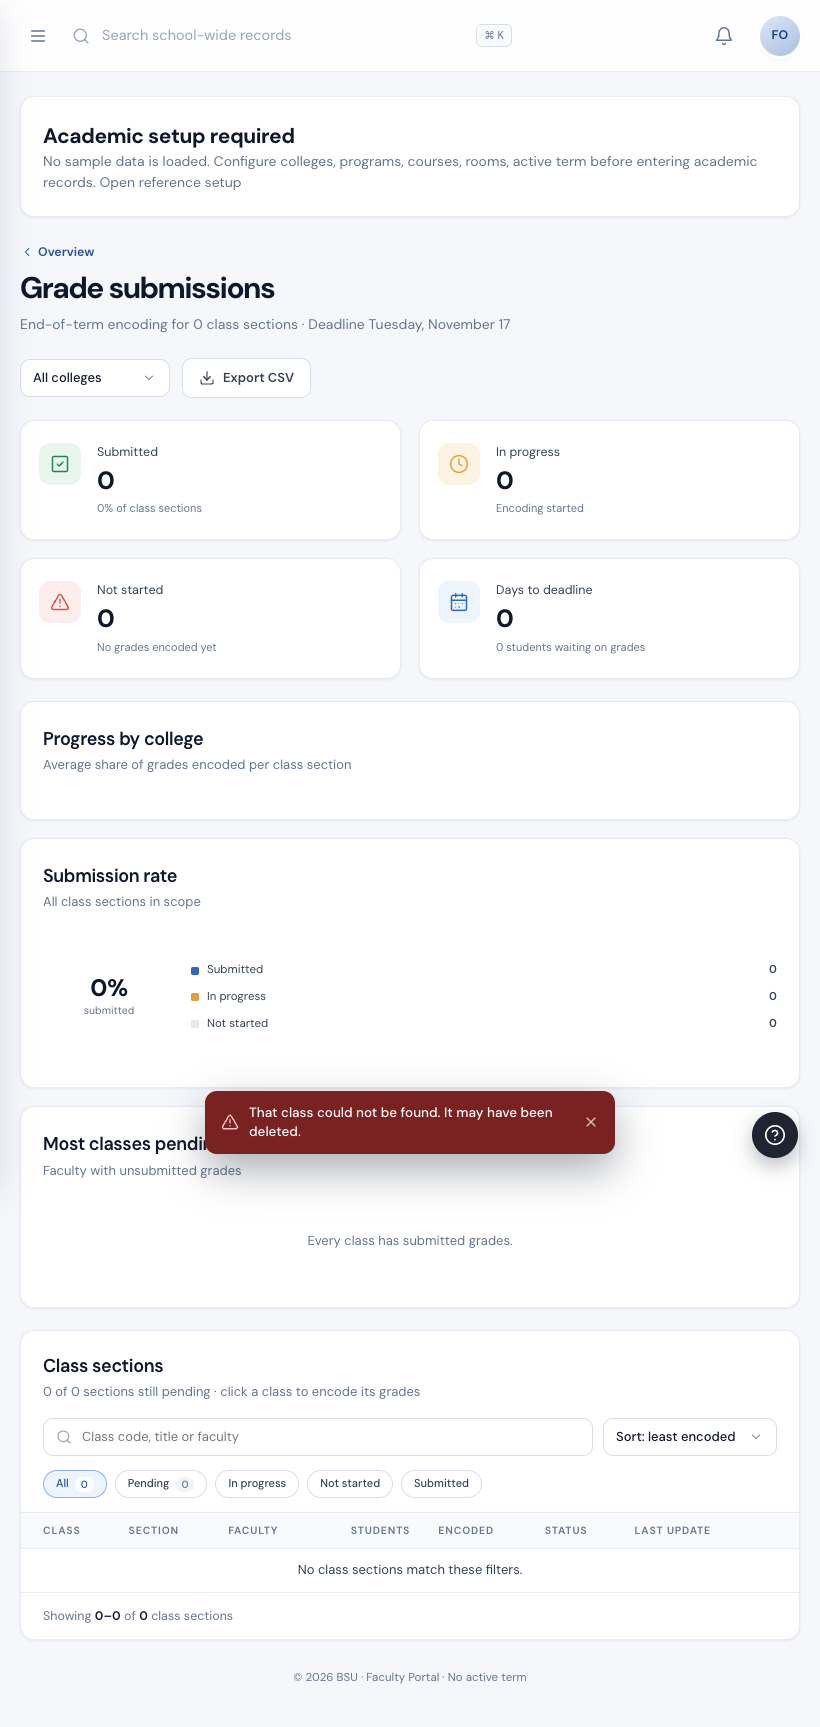 Search school-wide records
⌘ K
FO
Academic setup required
No sample data is loaded. Configure colleges, programs, courses, rooms, active term before entering academic
records. Open reference setup
Overview
Grade submissions
End-of-term encoding for 0 class sections · Deadline Tuesday, November 17
All colleges
Export CSV
Submitted
0
0% of class sections
In progress
0
Encoding started
Not started
0
No grades encoded yet
Days to deadline
0
0 students waiting on grades
Progress by college
Average share of grades encoded per class section
Submission rate
All class sections in scope
0%
submitted
Submitted 0
In progress 0
Not started 0
That class could not be found. It may have been
deleted.
Most classes
Faculty with unsubmitted grades
Every class has submitted grades.
Class sections
0 of 0 sections still pending · click a class to encode its grades
Class code, title or faculty
Sort: least encoded
All 0
Pending 0
In progress
Not started
Submitted
CLASS SECTION FACULTY STUDENTS ENCODED STATUS LAST UPDATE
No class sections match these filters.
Showing 0–0 of 0 class sections
© 2026 BSU · Faculty Portal · No active term